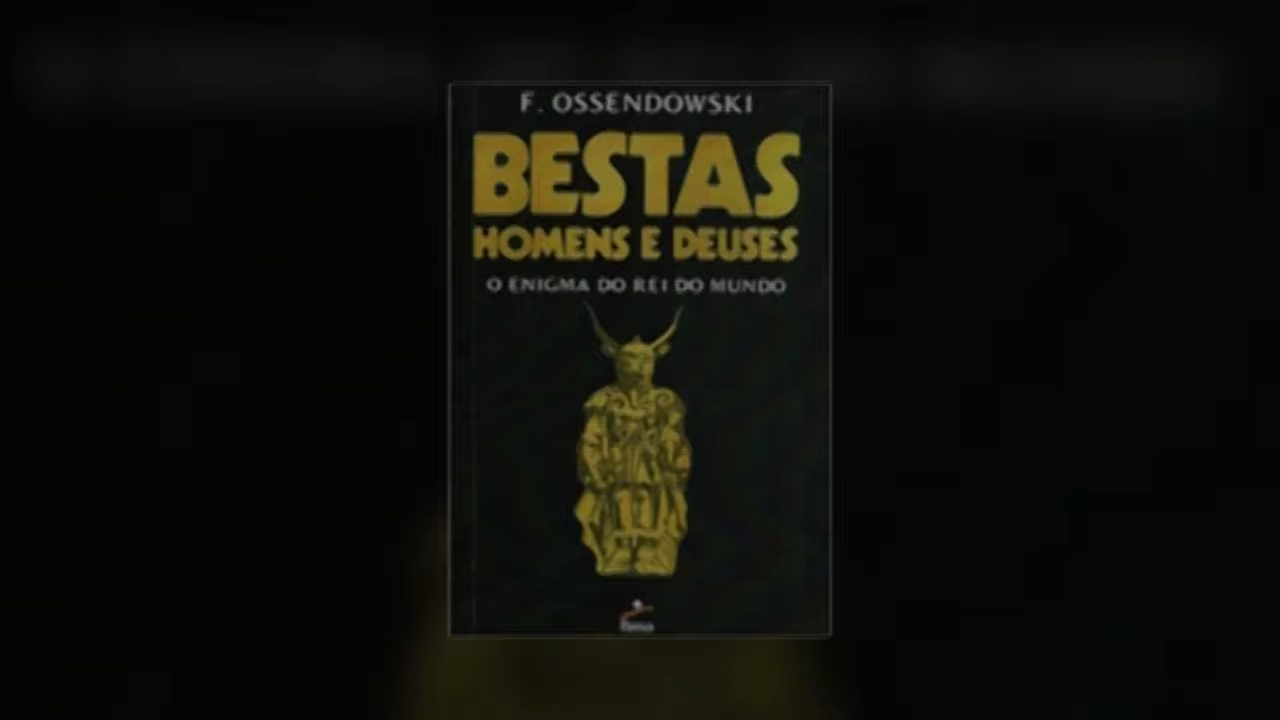 F. OSSENDOWSKI
BESTAS
HOMENS E DEUSES
O ENIGMA DO REI DO MUNDO